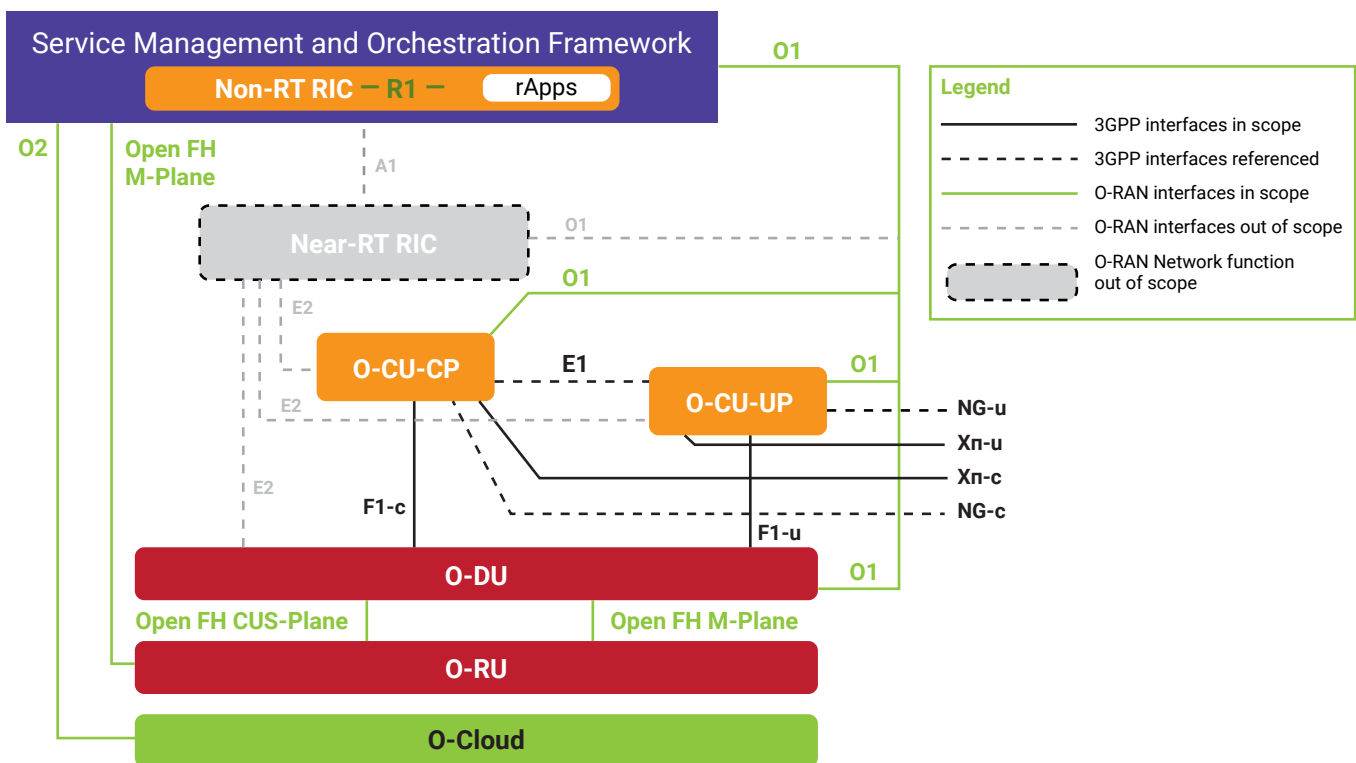 Service Management and Orchestration Framework
Non-RT RIC – R1 –
rApps
O1
O2
Open FH
M-Plane
A1
Near-RT RIC
O1
O1
E2
O-CU-CP
E1
O1
O-CU-UP
E2
NG-u
Xп-u
Xп-c
NG-c
E2
F1-c
F1-u
O-DU
O1
Open FH CUS-Plane
Open FH M-Plane
O-RU
O-Cloud
Legend
3GPP interfaces in scope
3GPP interfaces referenced
O-RAN interfaces in scope
O-RAN interfaces out of scope
O-RAN Network function
out of scope